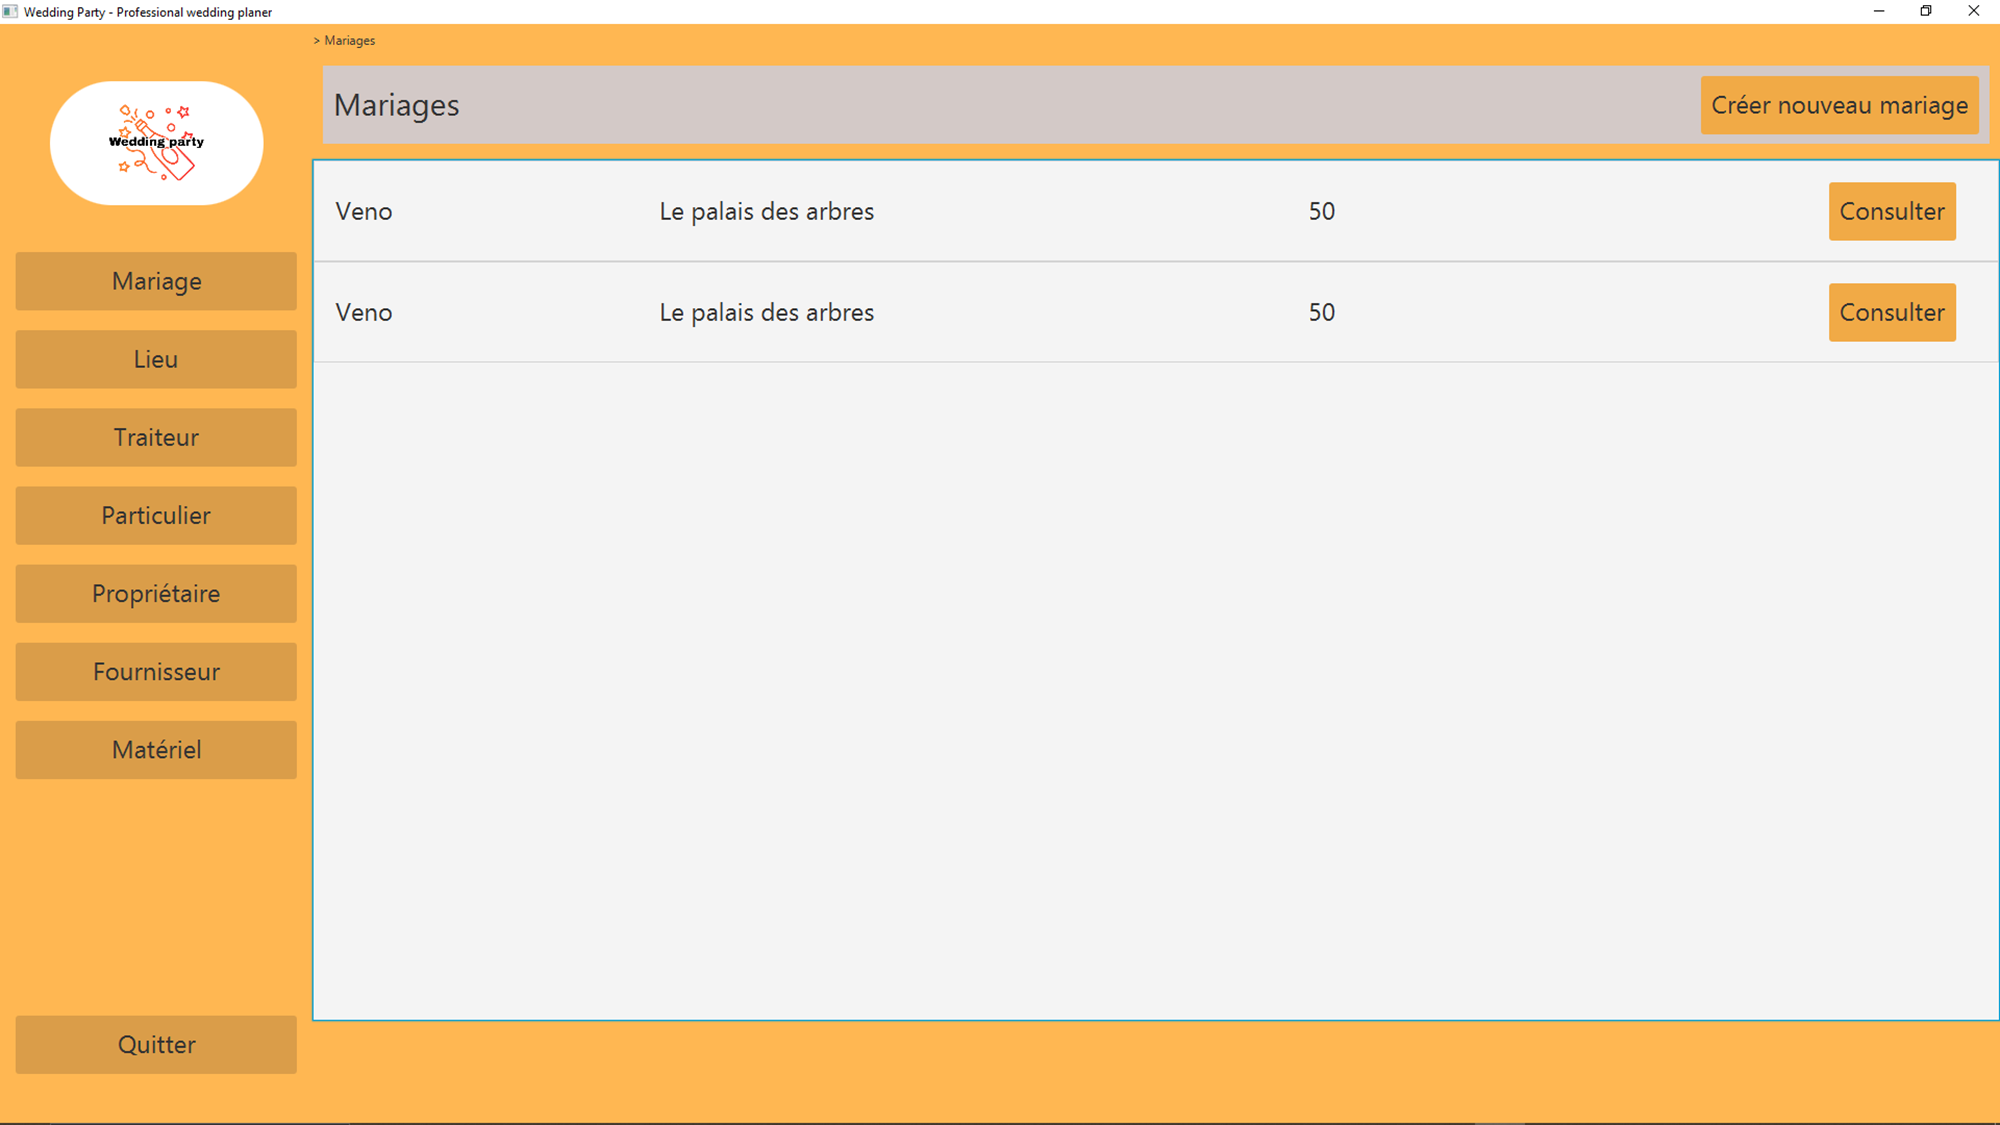 Wedding Party - Professional wedding planer
> Mariages
Wedding party
Mariages
Créer nouveau mariage
Veno Le palais des arbres 50 Consulter
Veno Le palais des arbres 50 Consulter
Mariage
Lieu
Traiteur
Particulier
Propriétaire
Fournisseur
Matériel
Quitter